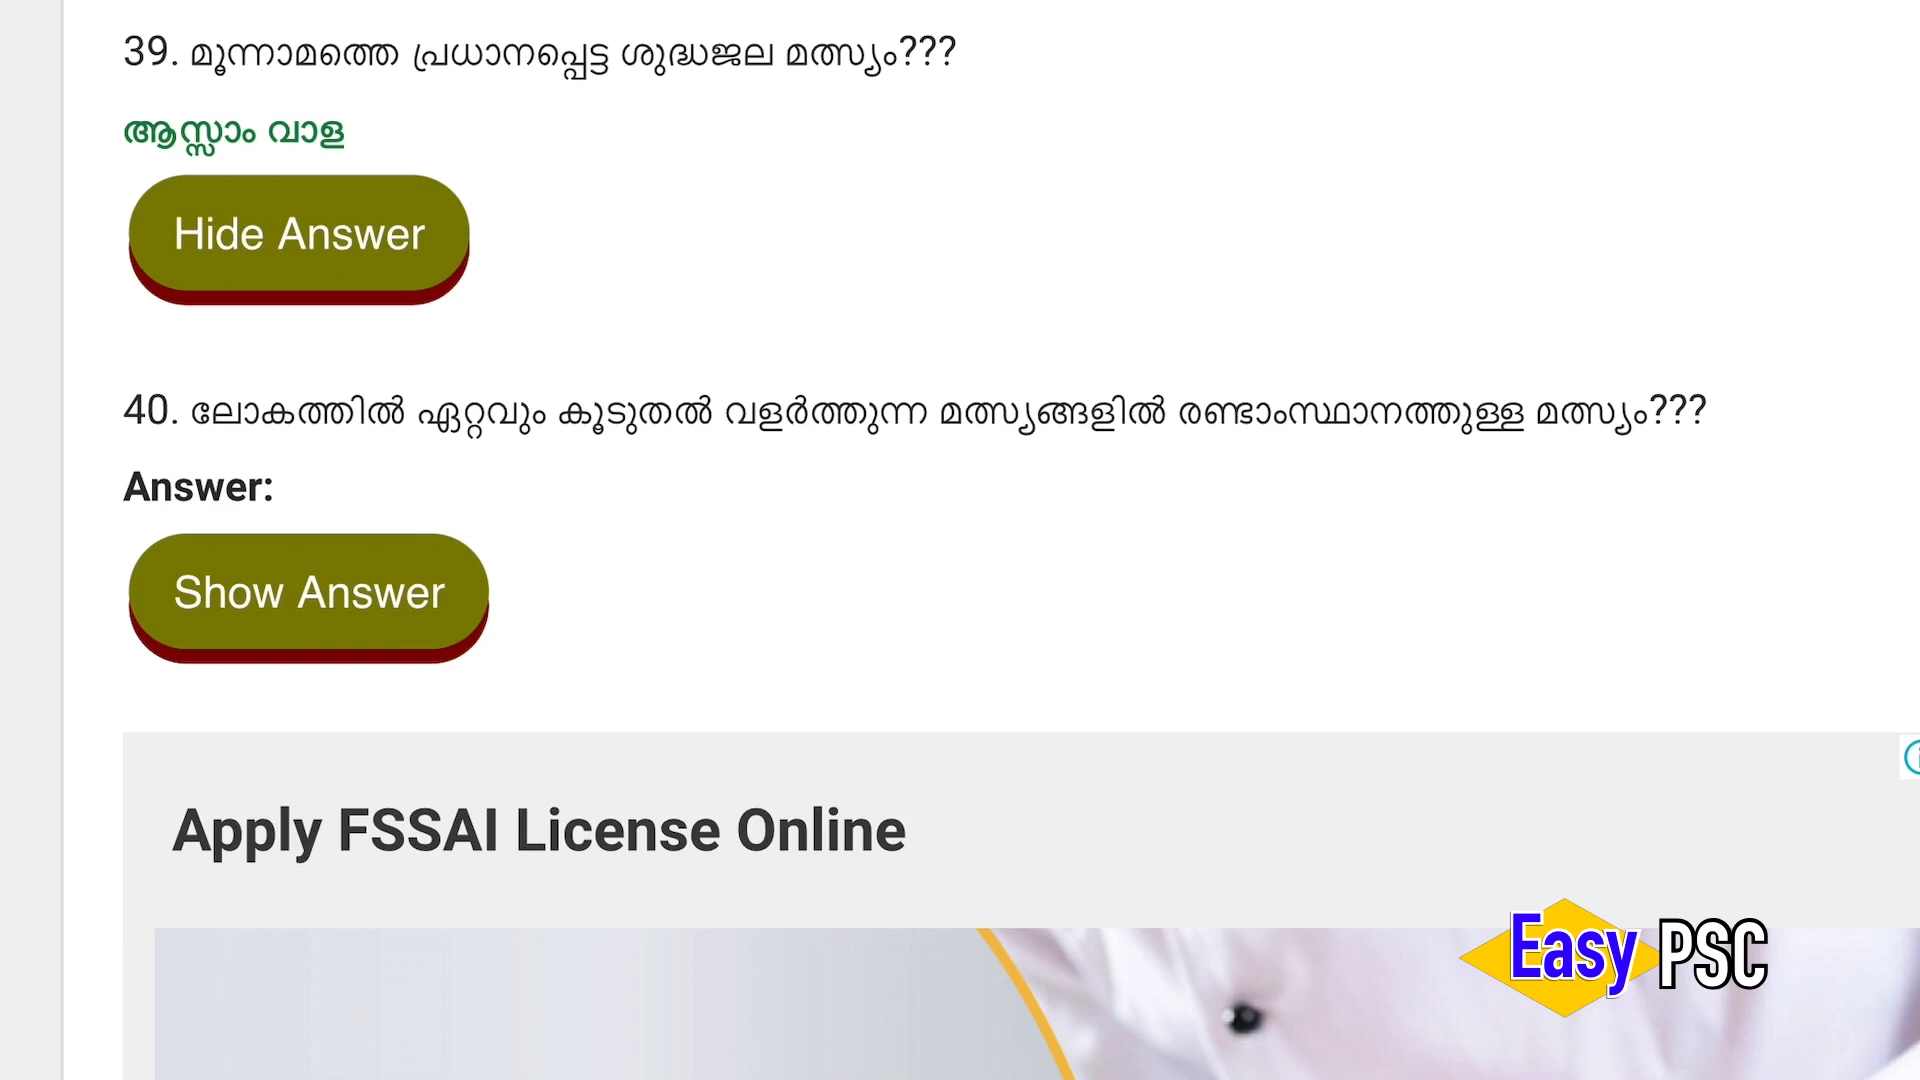 39. മൂന്നാമത്തെ പ്രധാനപ്പെട്ട ശുദ്ധജല മത്സ്യം???
ആസ്സാം വാള
Hide Answer
40. ലോകത്തിൽ ഏറ്റവും കൂടുതൽ വളർത്തുന്ന മത്സ്യങ്ങളിൽ രണ്ടാംസ്ഥാനത്തുള്ള മത്സ്യം???
Answer:
Show Answer
Apply FSSAI License Online
Easy PSC